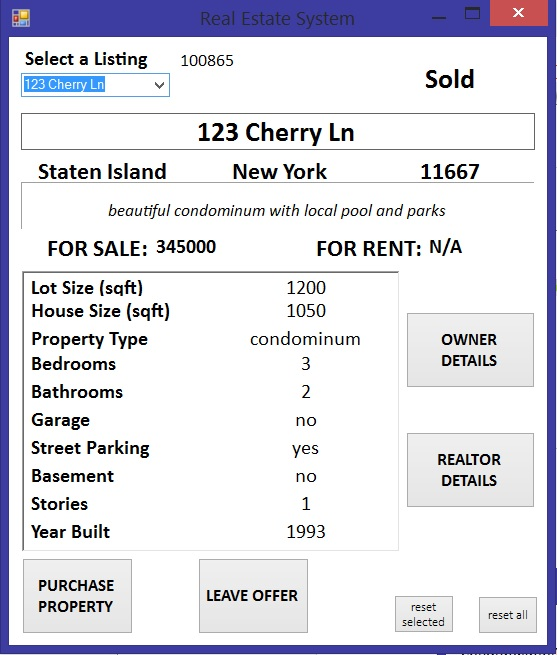 Real Estate System
Select a Listing 100865
123 Cherry Ln
Sold
123 Cherry Ln
Staten Island New York 11667
beautiful condominum with local pool and parks
FOR SALE: 345000 FOR RENT: N/A
Lot Size (sqft) 1200
House Size (sqft) 1050
Property Type condominum
Bedrooms 3
Bathrooms 2
Garage no
Street Parking yes
Basement no
Stories 1
Year Built 1993
OWNER
DETAILS
REALTOR
DETAILS
PURCHASE
PROPERTY
LEAVE OFFER
reset
selected
reset all